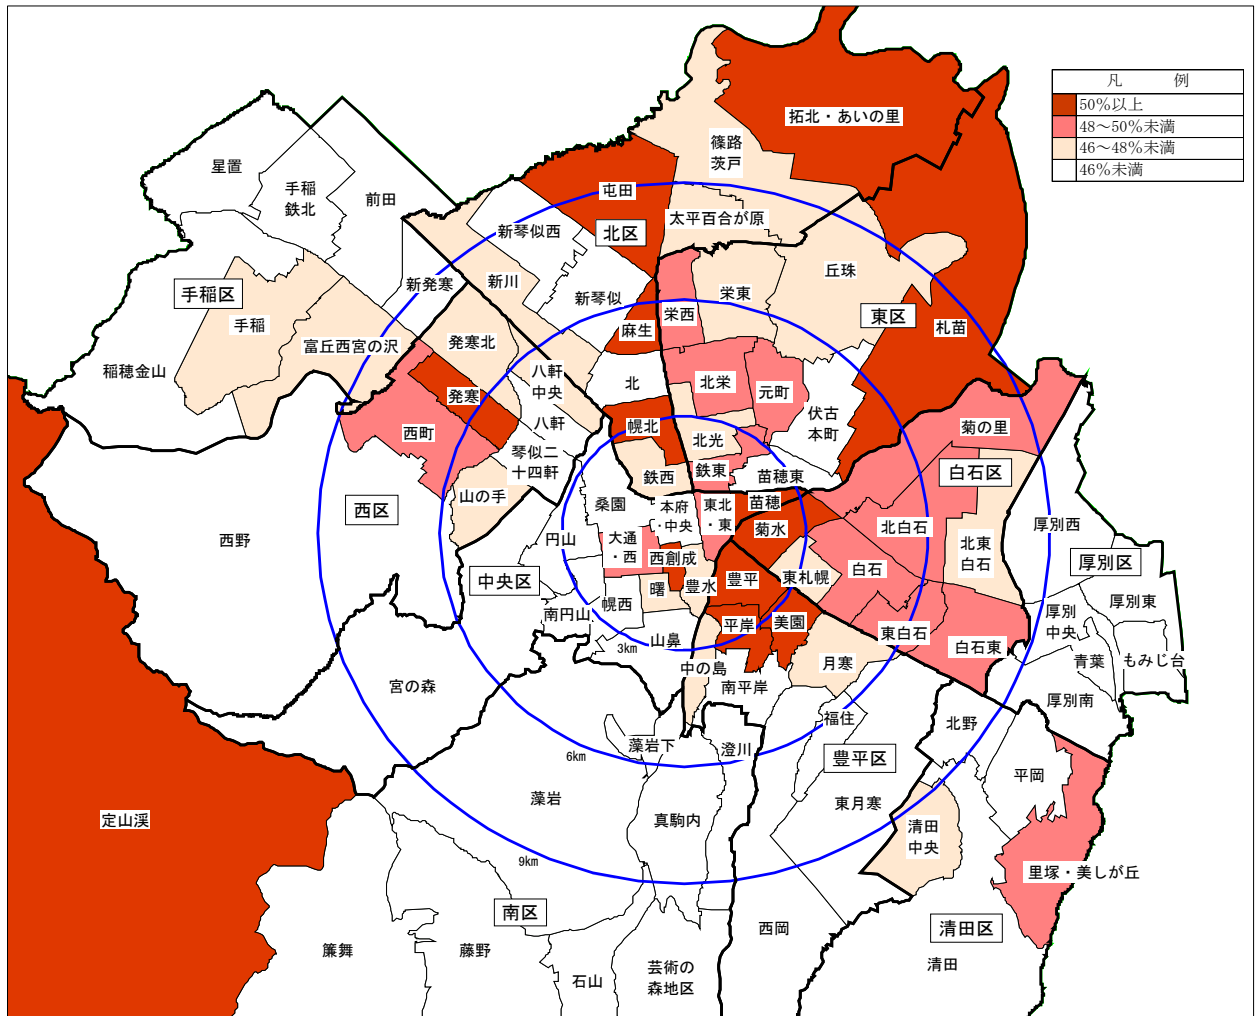 凡 例
50%以上
48～50%未満
46～48%未満
46%未満
拓北・あいの里
篠路
茨戸
星置
手稲
鉄北
前田
屯田
太平百合が原
新琴似西
北区
丘珠
新発寒
新川
手稲区
新琴似
栄東
栄西
東区
札苗
手稲
麻生
富丘西宮の沢
発寒北
稲穂金山
八軒
中央
北
北栄
元町
発寒
伏古
本町
西町
八軒
幌北
北光
菊の里
琴似二
十四軒
鉄東
白石区
鉄西
苗穂東
山の手
桑園
本府
・中央
東北
・東
苗穂
西区
菊水
北白石
厚別西
西野
円山
大通
・西
北東
白石
西創成
厚別区
中央区
豊平
東札幌
白石
曙
豊水
幌西
南円山
厚別
中央
厚別東
平岸
美園
東白石
山鼻
3km
白石東
青葉
もみじ台
中の島
月寒
宮の森
南平岸
厚別南
福住
北野
藻岩下
澄川
6km
豊平区
平岡
藻岩
東月寒
定山渓
真駒内
清田
中央
9km
里塚・美しが丘
南区
清田区
西岡
簾舞
藤野
清田
芸術の
森地区
石山